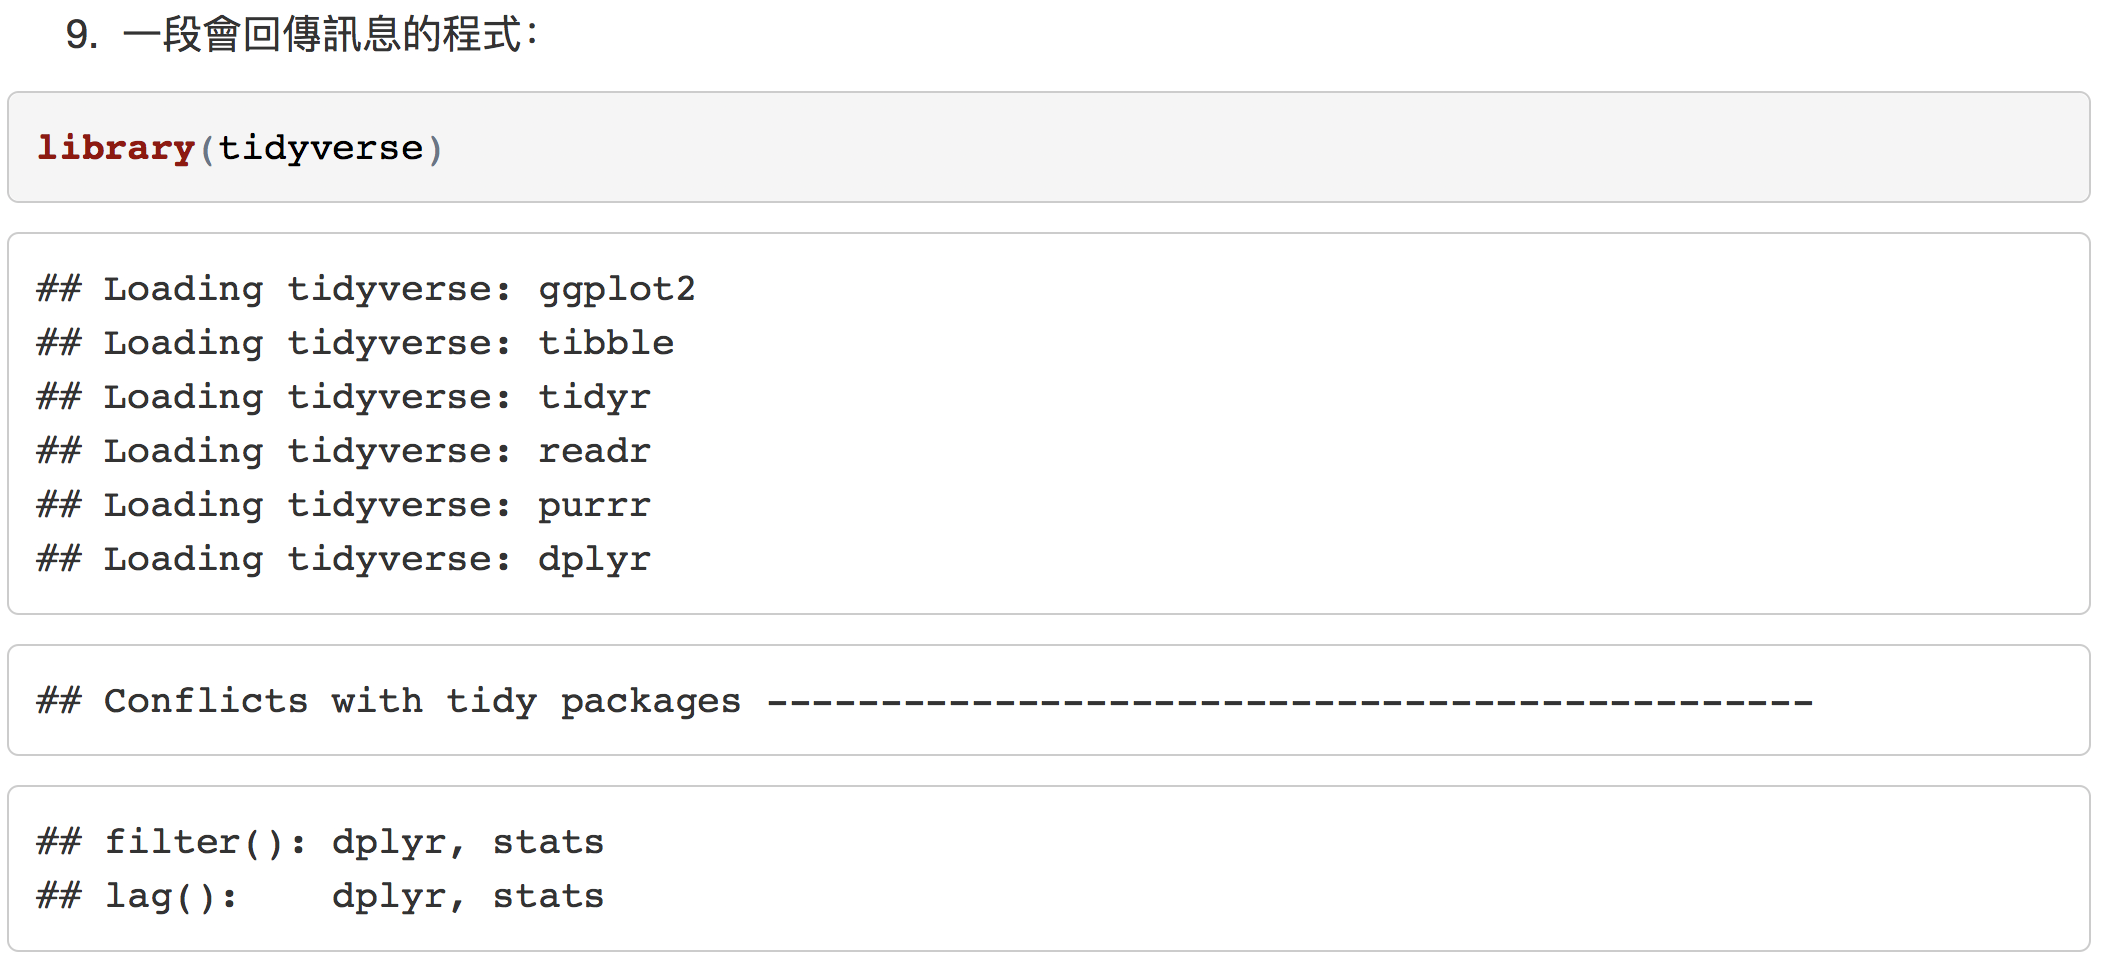 9. 一段會回傳訊息的程式：
library(tidyverse)
## Loading tidyverse: ggplot2
## Loading tidyverse: tibble
## Loading tidyverse: tidyr
## Loading tidyverse: readr
## Loading tidyverse: purrr
## Loading tidyverse: dplyr
## Conflicts with tidy packages ----------------------------------------------
## filter(): dplyr, stats
## lag():    dplyr, stats